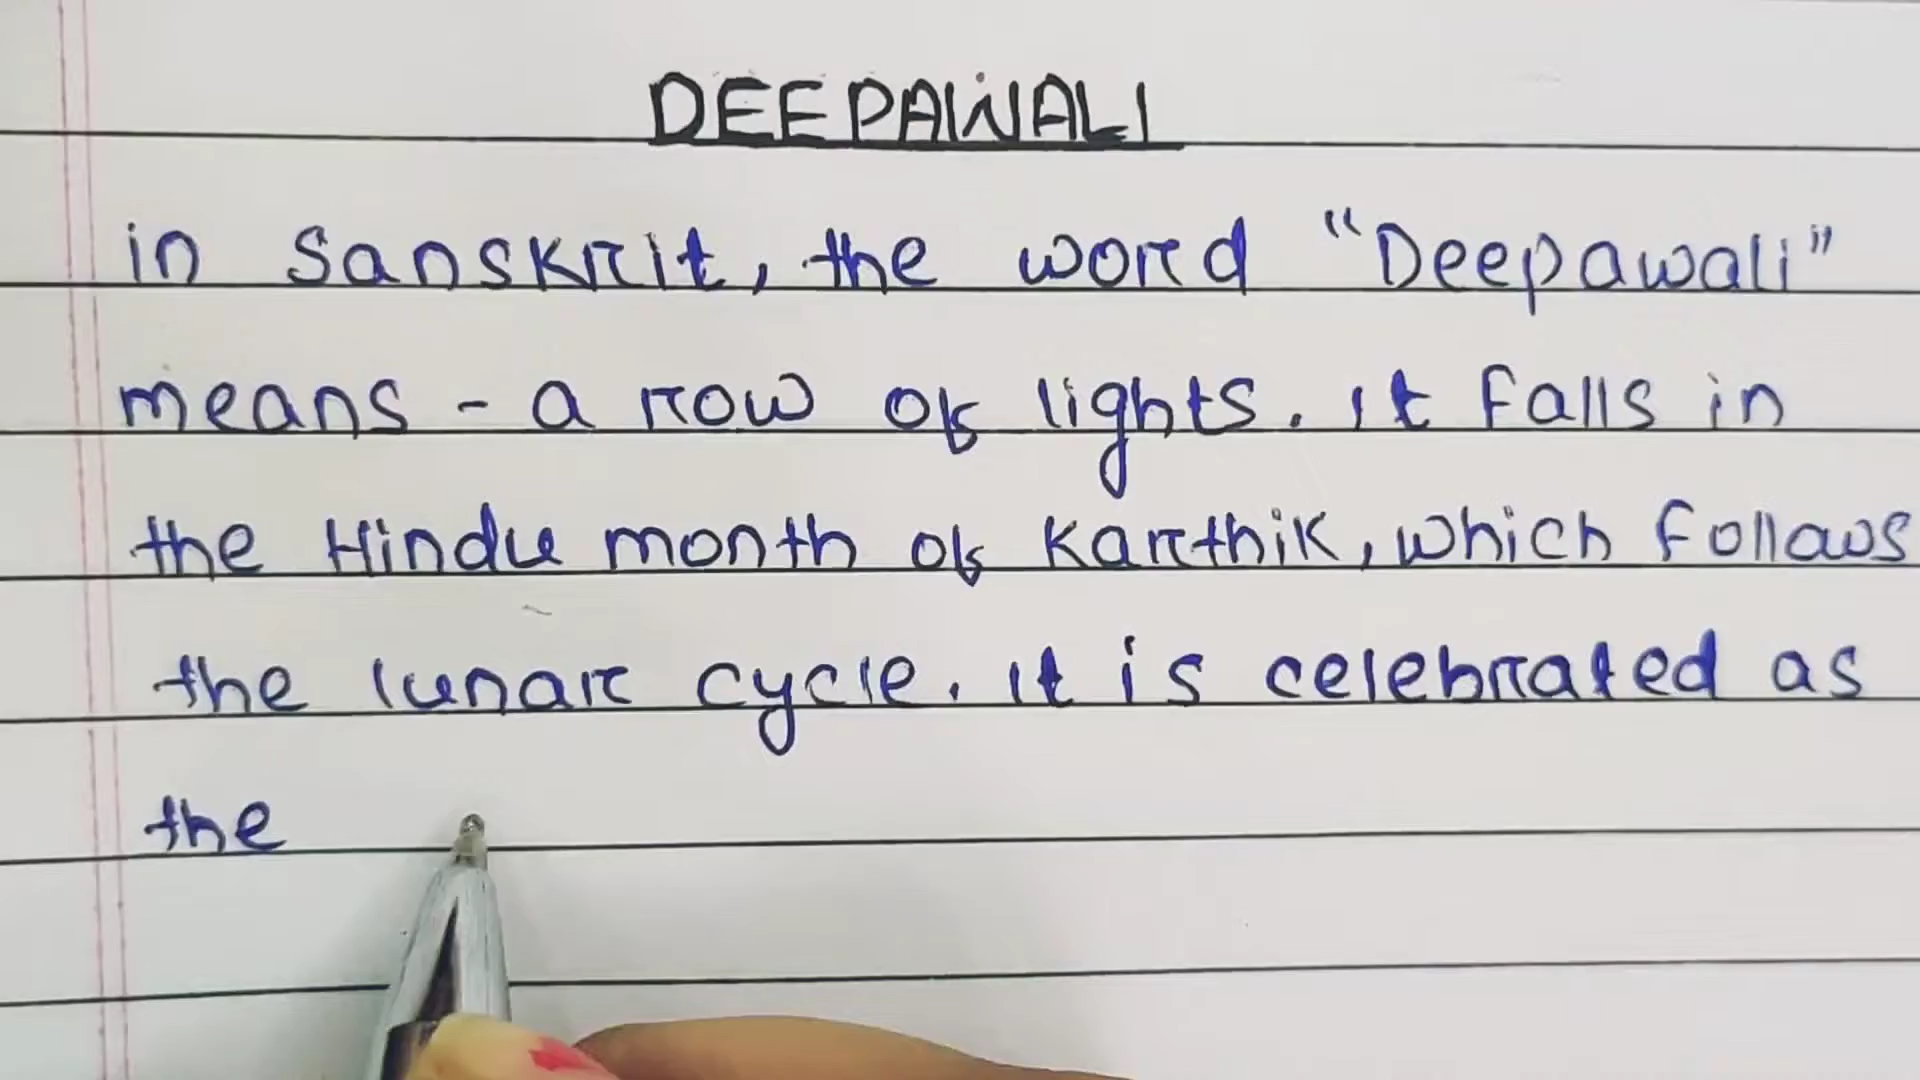 DEEPAWALI
in Sanskrit, the word "Deepawali"
means - a row of lights. It falls in
the Hindu month of Karthik, which follows
the lunar cycle. It is celebrated as
the